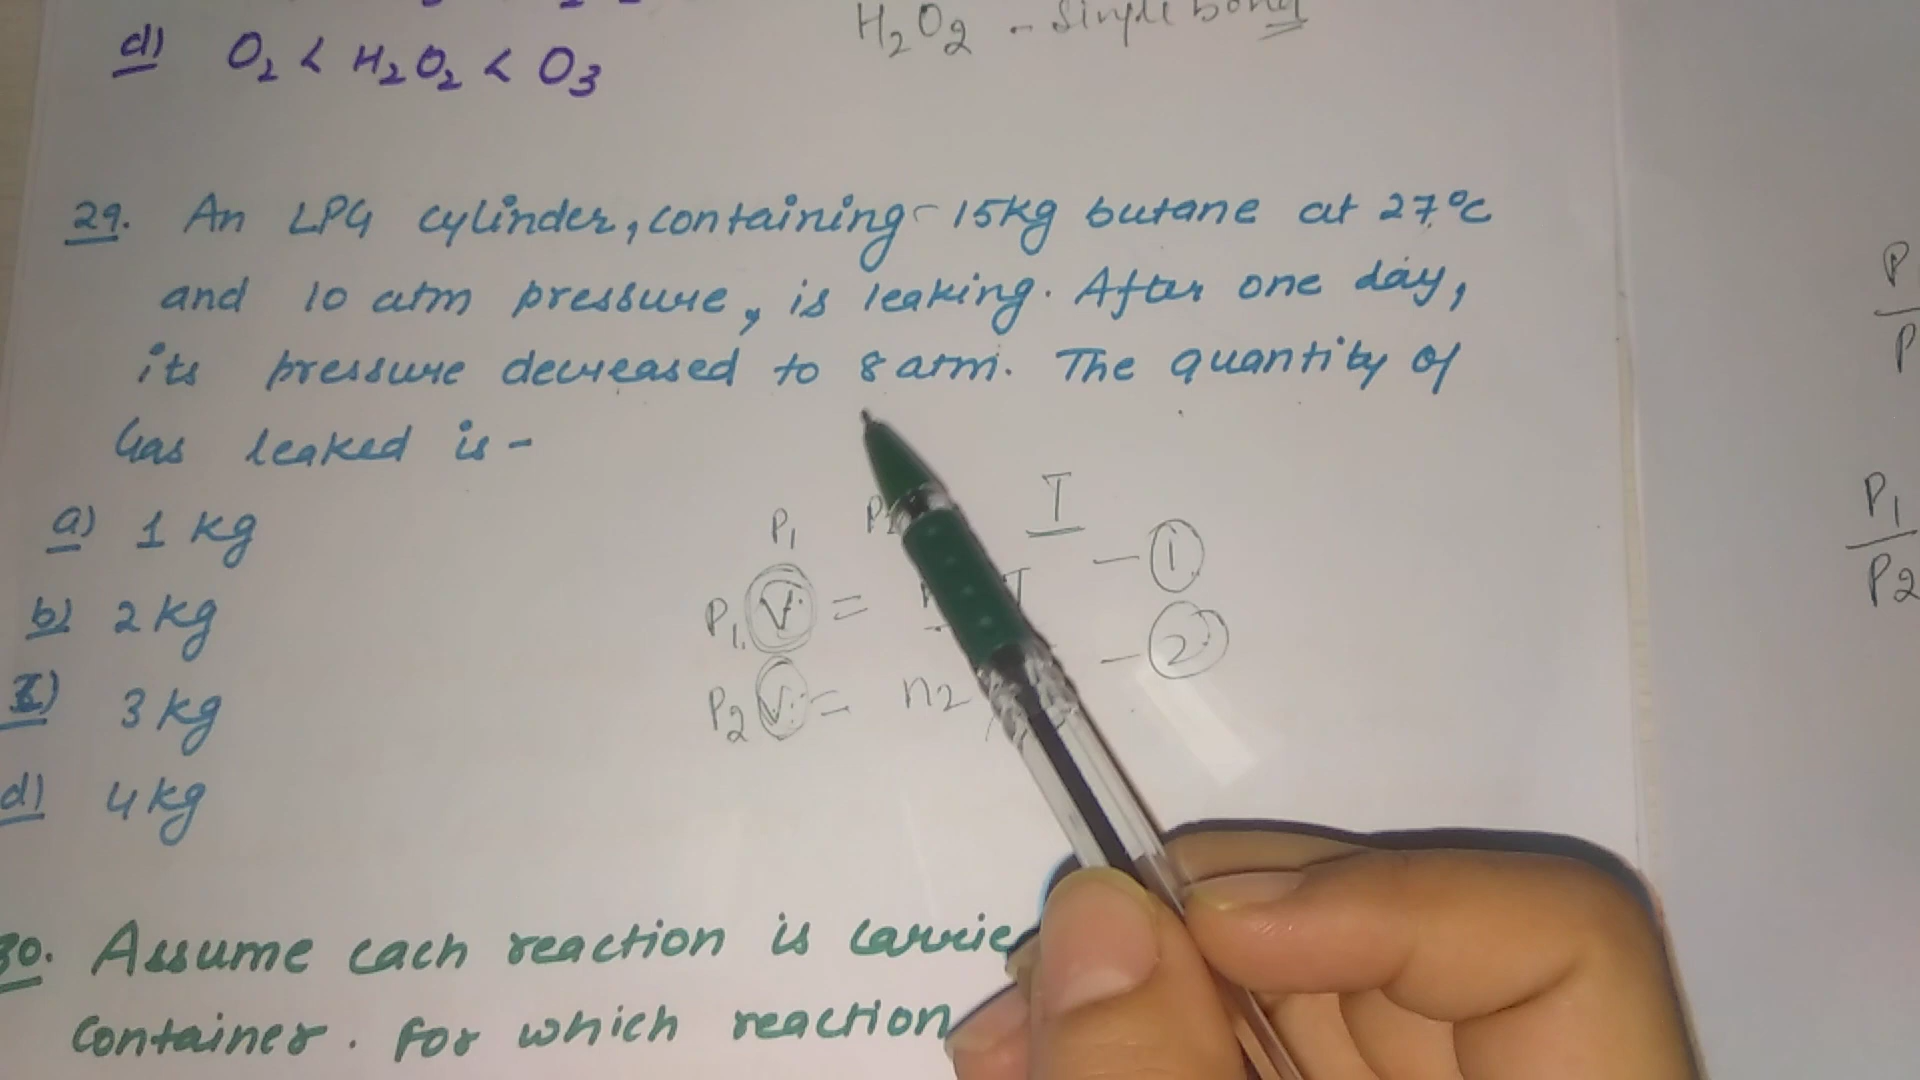 H2O2 - Single bond
d) O2 < H2O2 < O3
29. An LPG cylinder, containing 15kg butane at 27°C
and 10 atm pressure, is leaking. After one day,
its pressure decreased to 8 atm. The quantity of
Gas leaked is -
a) 1 kg
b) 2 kg
c) 3 kg
d) 4 kg
P1 P2 T
P1 V = T - 1
P2 V = n2 - 2
P1
P2
30. Assume each reaction is carrie
Container. For which reaction